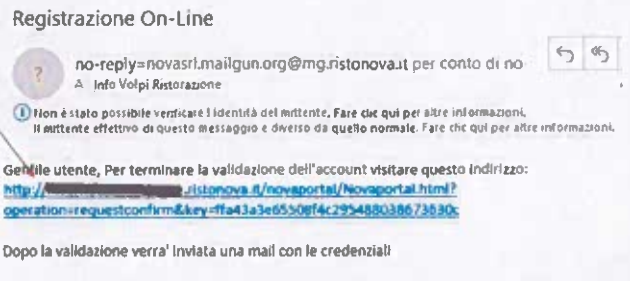 Registrazione On-Line
no-reply=novasrl.mailgun.org@mg.ristonova.it per conto di no
A Info Volpi Ristorazione
Non è stato possibile verificare l'identità del mittente. Fare clic qui per altre informazioni.
Il mittente effettivo di questo messaggio è diverso da quello normale. Fare clic qui per altre informazioni.
Gentile utente, Per terminare la validazione dell'account visitare questo indirizzo:
http:// .ristonova.it/novaportal/Novaportal.html?
operation=requestconfirm&key=
Dopo la validazione verra' inviata una mail con le credenziali